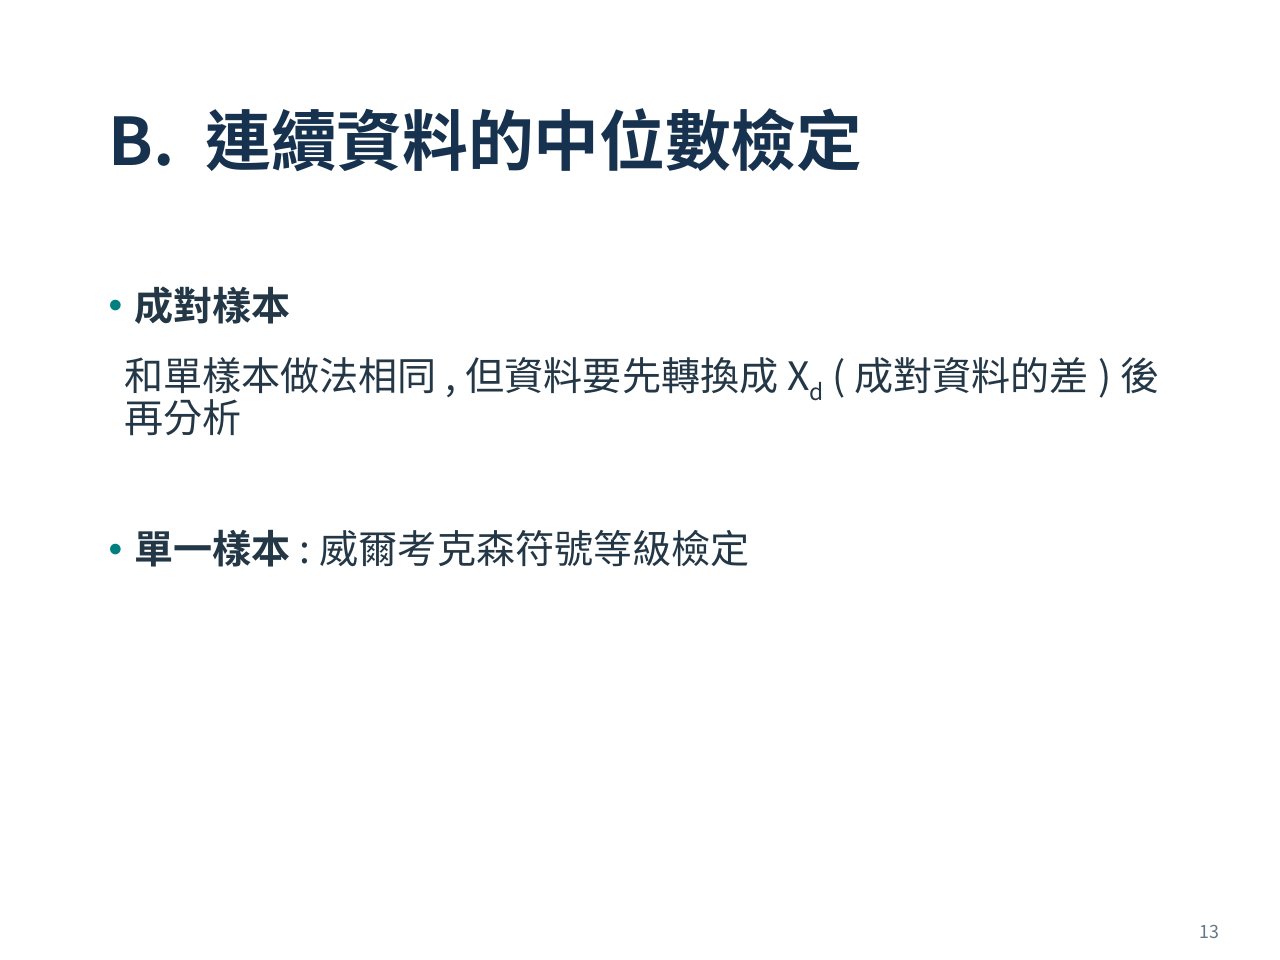 B. 連續資料的中位數檢定
• 成對樣本
和單樣本做法相同 , 但資料要先轉換成 Xd ( 成對資料的差 ) 後
再分析
• 單一樣本 : 威爾考克森符號等級檢定
13